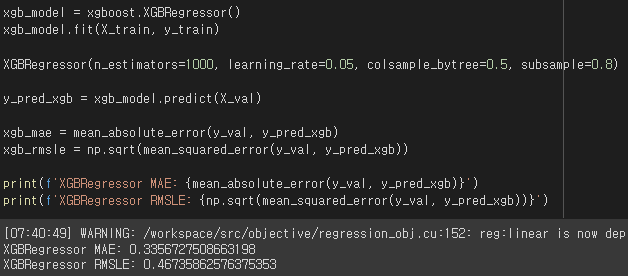 xgb_model = xgboost.XGBRegressor()
xgb_model.fit(X_train, y_train)
XGBRegressor(n_estimators=1000, learning_rate=0.05, colsample_bytree=0.5, subsample=0.8)
y_pred_xgb = xgb_model.predict(X_val)
xgb_mae = mean_absolute_error(y_val, y_pred_xgb)
xgb_rmsle = np.sqrt(mean_squared_error(y_val, y_pred_xgb))
print(f'XGBRegressor MAE: {mean_absolute_error(y_val, y_pred_xgb)}')
print(f'XGBRegressor RMSLE: {np.sqrt(mean_squared_error(y_val, y_pred_xgb))}')
[07:40:49] WARNING: /workspace/src/objective/regression_obj.cu:152: reg:linear is now dep
XGBRegressor MAE: 0.3356727508663198
XGBRegressor RMSLE: 0.46735862576375353